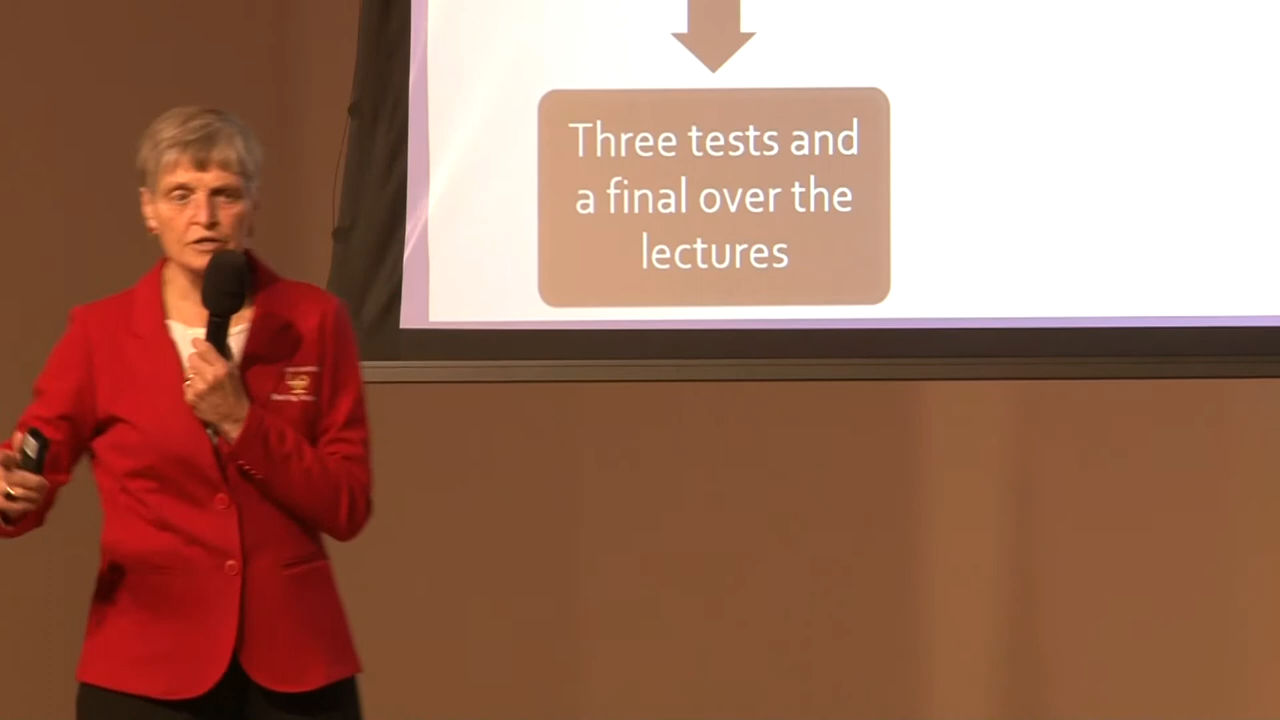 Three tests and
a final over the
lectures